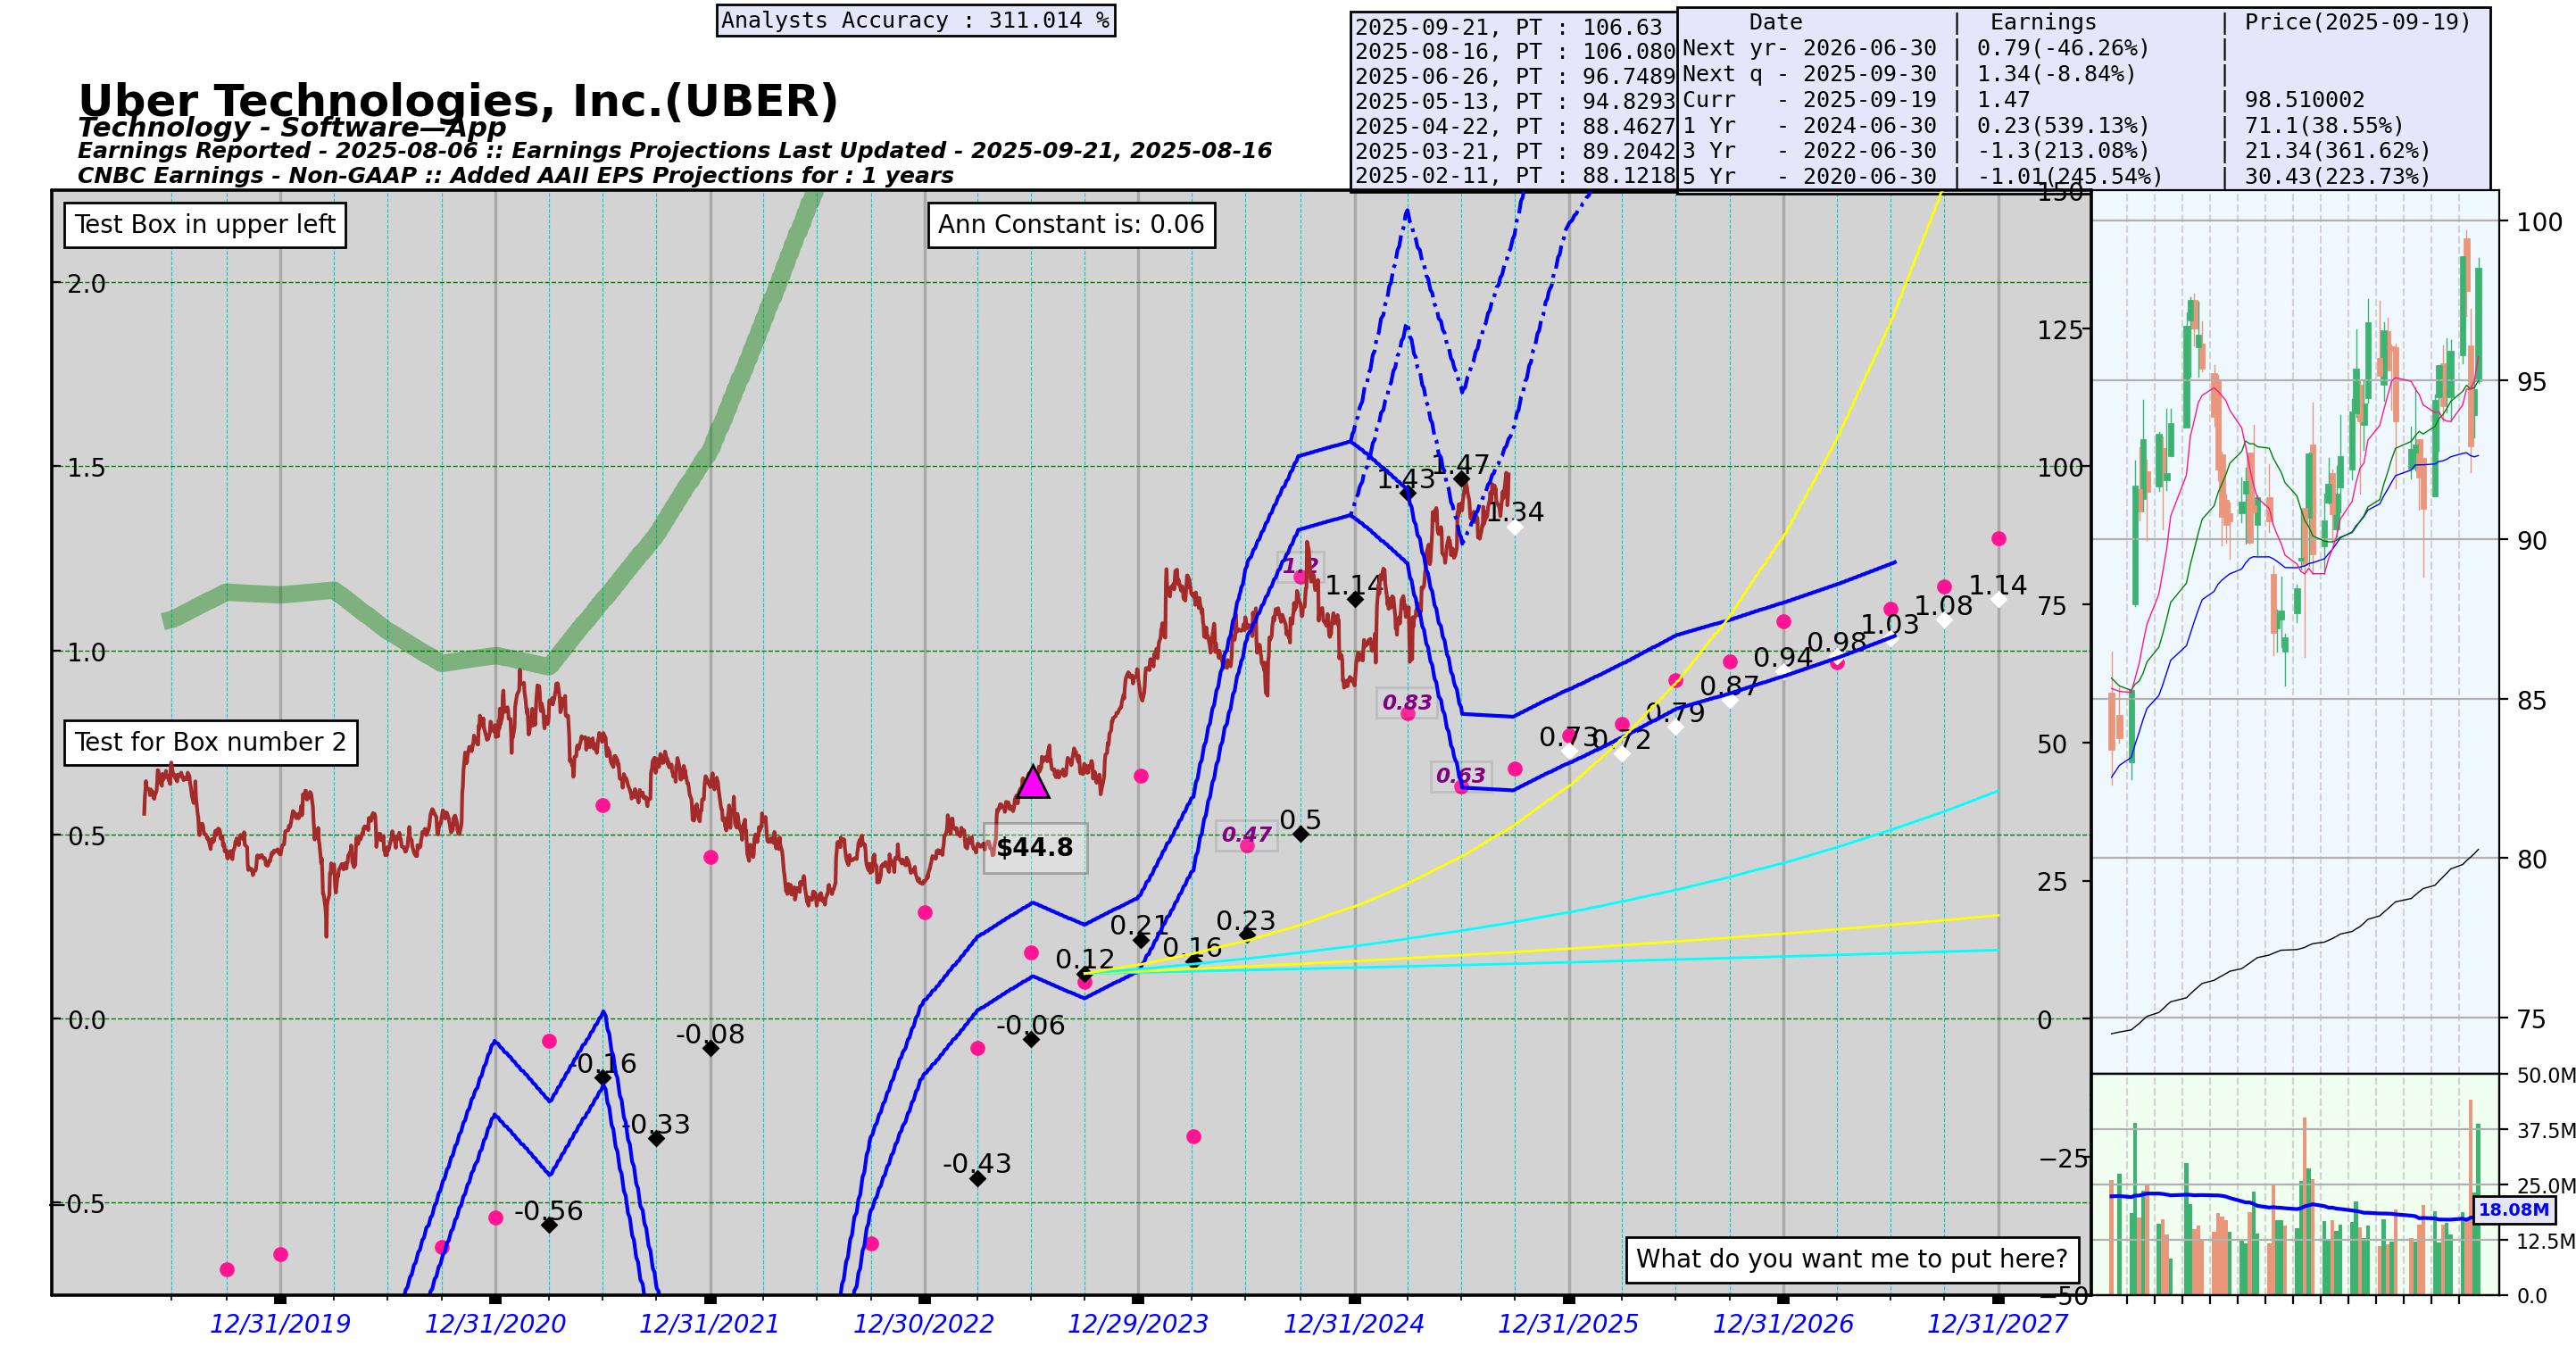 Analysts Accuracy : 311.014 %
2025-09-21, PT : 106.63
2025-08-16, PT : 106.080
2025-06-26, PT : 96.7489
2025-05-13, PT : 94.8293
2025-04-22, PT : 88.4627
2025-03-21, PT : 89.2042
2025-02-11, PT : 88.1218
Date | Earnings | Price(2025-09-19)
Next yr- 2026-06-30 | 0.79(-46.26%) |
Next q - 2025-09-30 | 1.34(-8.84%) |
Curr - 2025-09-19 | 1.47 | 98.510002
1 Yr - 2024-06-30 | 0.23(539.13%) | 71.1(38.55%)
3 Yr - 2022-06-30 | -1.3(213.08%) | 21.34(361.62%)
5 Yr - 2020-06-30 | -1.01(245.54%) | 30.43(223.73%)
Uber Technologies, Inc.(UBER)
Technology - Software—App
Earnings Reported - 2025-08-06 :: Earnings Projections Last Updated - 2025-09-21, 2025-08-16
CNBC Earnings - Non-GAAP :: Added AAII EPS Projections for : 1 years
Test Box in upper left
Ann Constant is: 0.06
Test for Box number 2
What do you want me to put here?
2.0
1.5
1.0
0.5
0.0
−0.5
150
125
100
75
50
25
0
−25
−50
-0.56
-0.16
-0.33
-0.08
-0.43
-0.06
0.12
0.21
0.16
0.23
0.5
1.14
1.43
1.47
1.34
0.73
0.72
0.79
0.87
0.94
0.98
1.03
1.08
1.14
0.47
1.2
0.83
0.63
$44.8
12/31/2019
12/31/2020
12/31/2021
12/30/2022
12/29/2023
12/31/2024
12/31/2025
12/31/2026
12/31/2027
100
95
90
85
80
75
50.0M
37.5M
25.0M
18.08M
12.5M
0.0